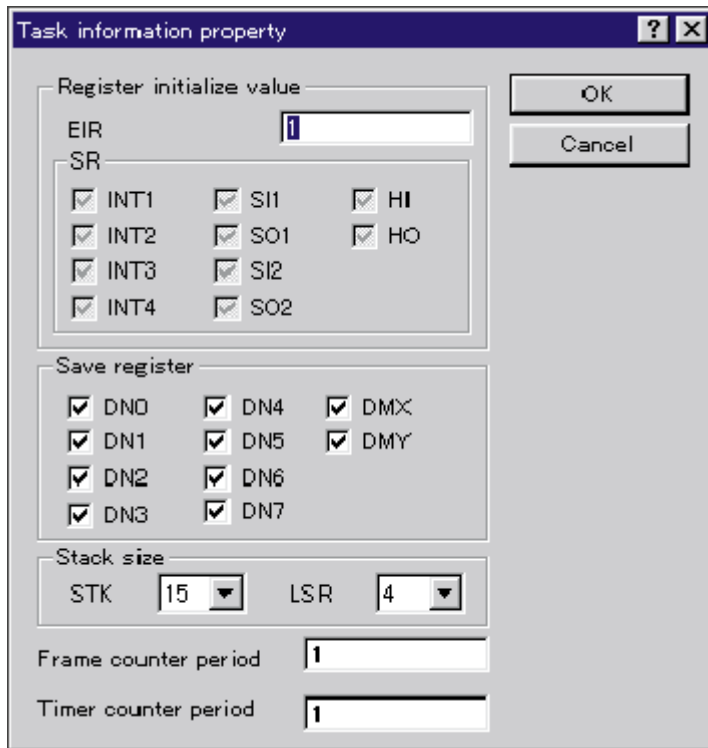 Task information property
Register initialize value
OK
EIR 1
Cancel
SR
INT1 SI1 HI
INT2 SO1 HO
INT3 SI2
INT4 SO2
Save register
DN0 DN4 DMX
DN1 DN5 DMY
DN2 DN6
DN3 DN7
Stack size
STK 15 LSR 4
Frame counter period 1
Timer counter period 1